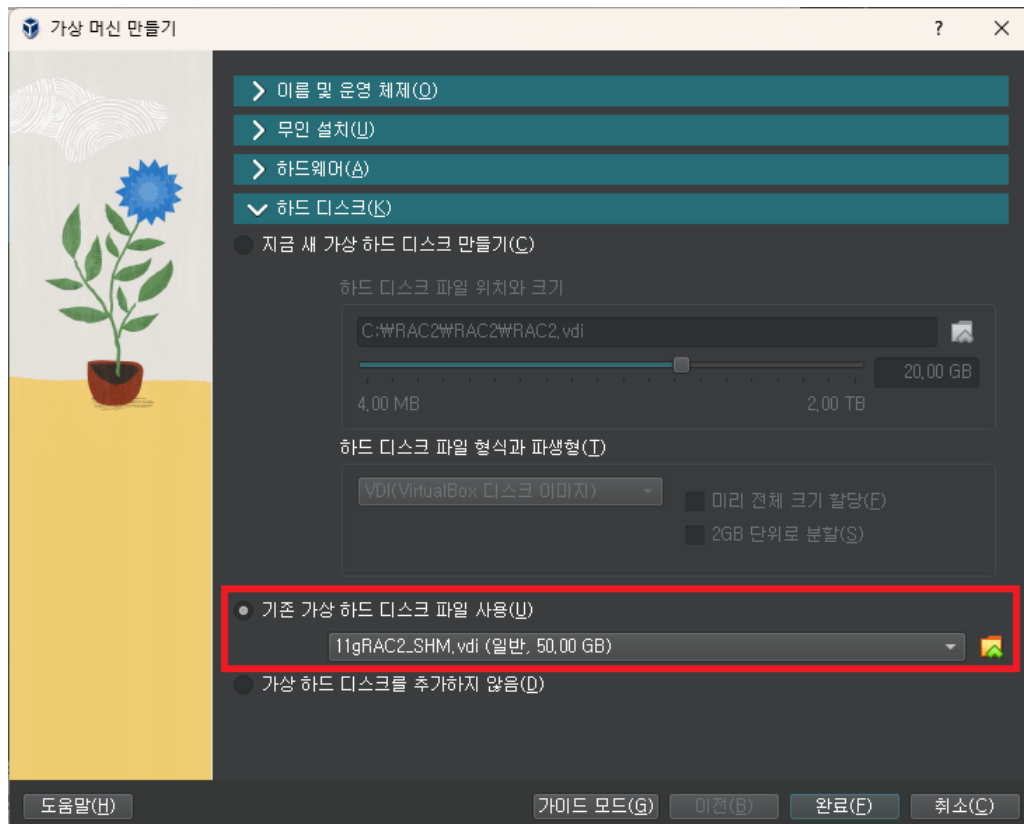 가상 머신 만들기 ?
이름 및 운영 체제(O)
무인 설치(U)
하드웨어(A)
하드 디스크(K)
지금 새 가상 하드 디스크 만들기(C)
하드 디스크 파일 위치와 크기
C:₩RAC2₩RAC2₩RAC2.vdi
20,00 GB
4,00 MB 2,00 TB
하드 디스크 파일 형식과 파생형(T)
VDI(VirtualBox 디스크 이미지)
미리 전체 크기 할당(F)
2GB 단위로 분할(S)
기존 가상 하드 디스크 파일 사용(U)
11gRAC2_SHM.vdi (일반, 50,00 GB)
가상 하드 디스크를 추가하지 않음(D)
도움말(H) 가이드 모드(G) 이전(B) 완료(F) 취소(C)